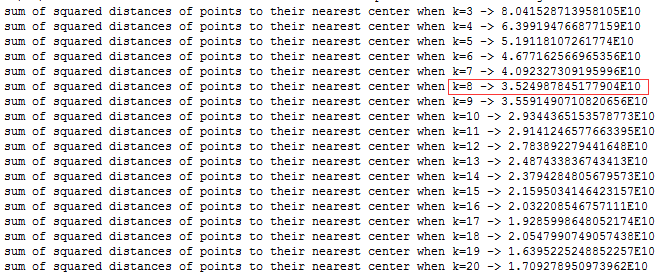 sum of squared distances of points to their nearest center when k=3 -> 8.041528713958105E10
sum of squared distances of points to their nearest center when k=4 -> 6.399194766877159E10
sum of squared distances of points to their nearest center when k=5 -> 5.19118107261774E10
sum of squared distances of points to their nearest center when k=6 -> 4.677162566965356E10
sum of squared distances of points to their nearest center when k=7 -> 4.092327309195996E10
sum of squared distances of points to their nearest center when k=8 -> 3.524987845177904E10
sum of squared distances of points to their nearest center when k=9 -> 3.5591490710820656E10
sum of squared distances of points to their nearest center when k=10 -> 2.9344365153578773E10
sum of squared distances of points to their nearest center when k=11 -> 2.9141246577663395E10
sum of squared distances of points to their nearest center when k=12 -> 2.783892279441648E10
sum of squared distances of points to their nearest center when k=13 -> 2.487433836743413E10
sum of squared distances of points to their nearest center when k=14 -> 2.3794284805679573E10
sum of squared distances of points to their nearest center when k=15 -> 2.1595034146423157E10
sum of squared distances of points to their nearest center when k=16 -> 2.032208546757111E10
sum of squared distances of points to their nearest center when k=17 -> 1.9285998648052174E10
sum of squared distances of points to their nearest center when k=18 -> 2.0547990749057438E10
sum of squared distances of points to their nearest center when k=19 -> 1.6395225248852257E10
sum of squared distances of points to their nearest center when k=20 -> 1.709278950973962E10